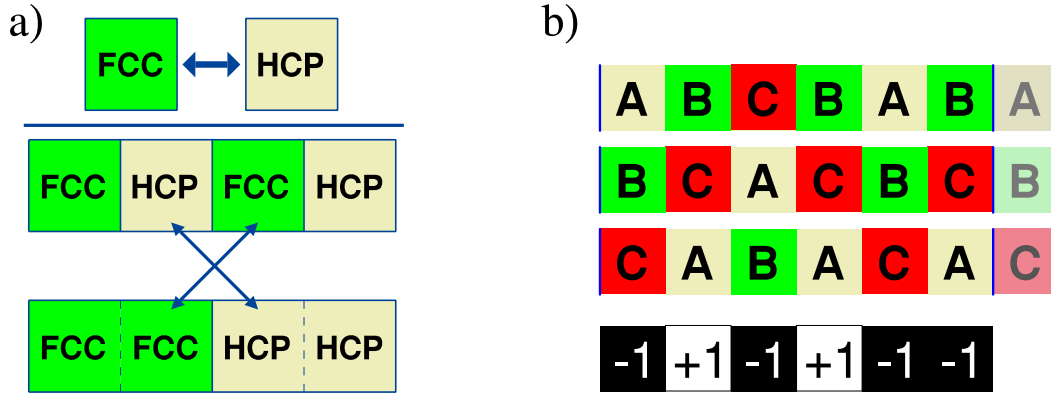 a)
FCC HCP
FCC HCP FCC HCP
FCC FCC HCP HCP
b)
A B C B A B A
B C A C B C B
C A B A C A C
-1 +1 -1 +1 -1 -1